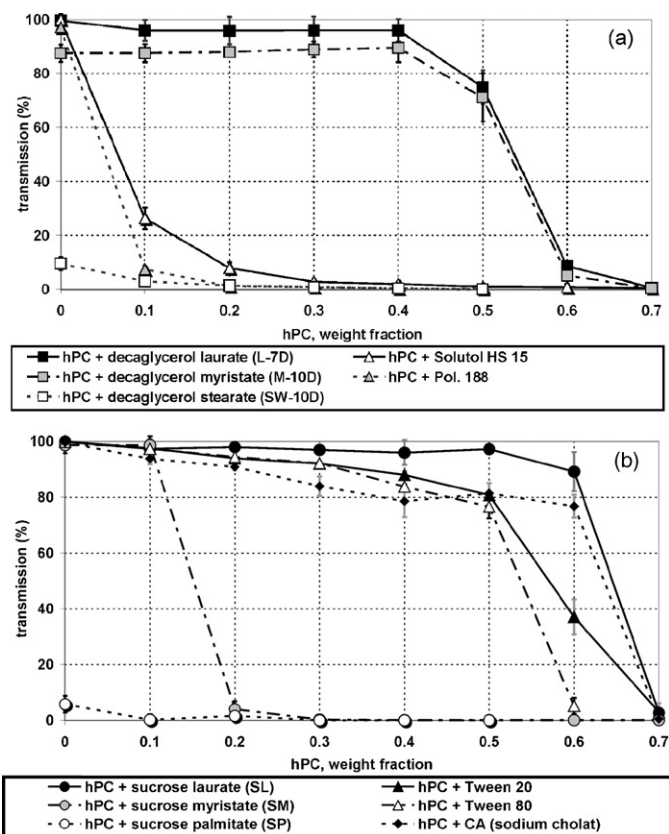 (a)
transmission (%)
100
80
60
40
20
0
0 0.1 0.2 0.3 0.4 0.5 0.6 0.7
hPC, weight fraction
hPC + decaglycerol laurate (L-7D) hPC + Solutol HS 15
hPC + decaglycerol myristate (M-10D) hPC + Pol. 188
hPC + decaglycerol stearate (SW-10D)
(b)
transmission (%)
100
80
60
40
20
0
0 0.1 0.2 0.3 0.4 0.5 0.6 0.7
hPC, weight fraction
hPC + sucrose laurate (SL) hPC + Tween 20
hPC + sucrose myristate (SM) hPC + Tween 80
hPC + sucrose palmitate (SP) hPC + CA (sodium cholat)